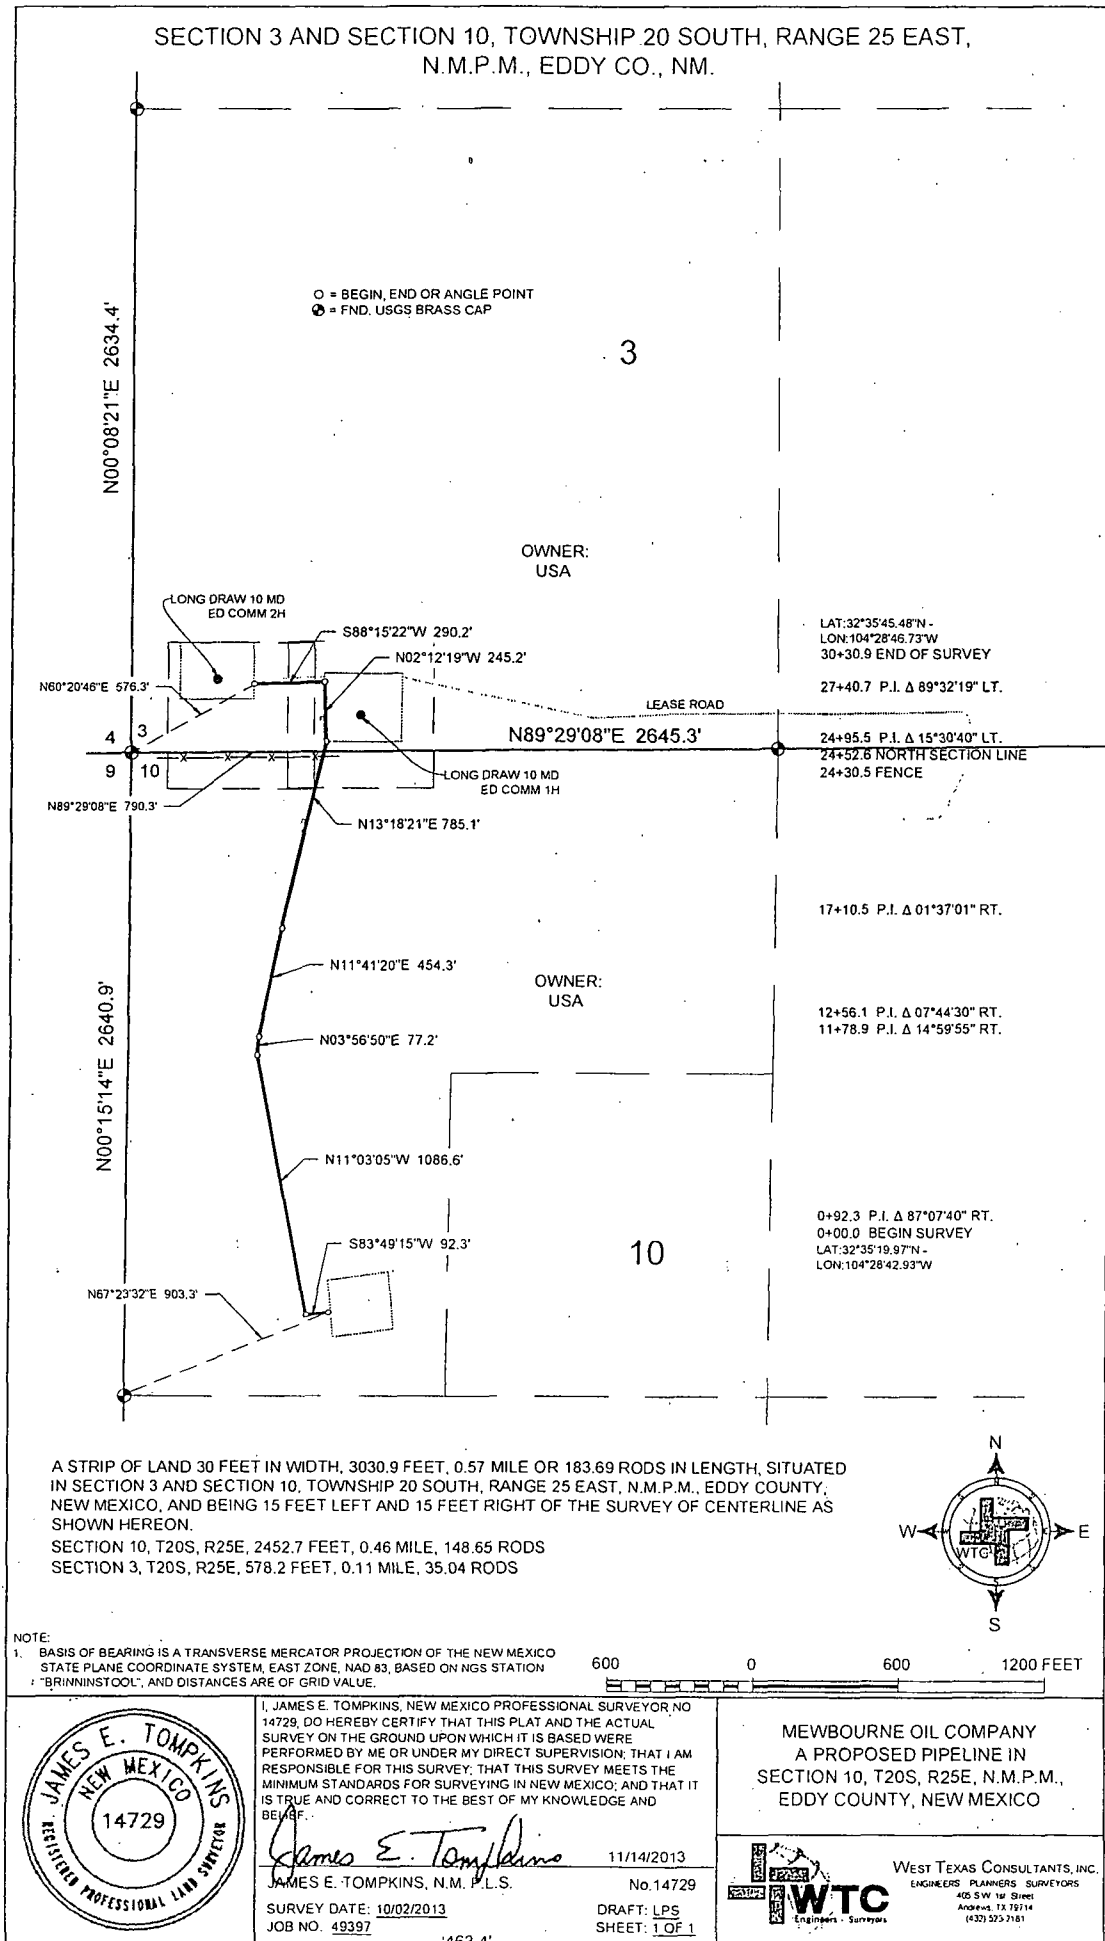 SECTION 3 AND SECTION 10, TOWNSHIP 20 SOUTH, RANGE 25 EAST,
N.M.P.M., EDDY CO., NM.
N00°08'21"E 2634.4'
O = BEGIN, END OR ANGLE POINT
= FND. USGS BRASS CAP
3
OWNER:
USA
LONG DRAW 10 MD
ED COMM 2H
S88°15'22"W 290.2'
N02°12'19"W 245.2'
N60°20'46"E 576.3'
LAT:32°35'45.48"N -
LON:104°28'46.73"W
30+30.9 END OF SURVEY
27+40.7 P.I. Δ 89°32'19" LT.
LEASE ROAD
4 3
N89°29'08"E 2645.3'
24+95.5 P.I. Δ 15°30'40" LT.
24+52.6 NORTH SECTION LINE
24+30.5 FENCE
9 10
X X X X
LONG DRAW 10 MD
ED COMM 1H
N89°29'08"E 790.3'
N13°18'21"E 785.1'
17+10.5 P.I. Δ 01°37'01" RT.
N11°41'20"E 454.3'
OWNER:
USA
12+56.1 P.I. Δ 07°44'30" RT.
11+78.9 P.I. Δ 14°59'55" RT.
N03°56'50"E 77.2'
N00°15'14"E 2640.9'
N11°03'05"W 1086.6'
0+92.3 P.I. Δ 87°07'40" RT.
0+00.0 BEGIN SURVEY
LAT:32°35'19.97"N -
LON:104°28'42.93"W
S83°49'15"W 92.3'
10
N67°23'32"E 903.3'
A STRIP OF LAND 30 FEET IN WIDTH, 3030.9 FEET, 0.57 MILE OR 183.69 RODS IN LENGTH, SITUATED
IN SECTION 3 AND SECTION 10, TOWNSHIP 20 SOUTH, RANGE 25 EAST, N.M.P.M., EDDY COUNTY,
NEW MEXICO, AND BEING 15 FEET LEFT AND 15 FEET RIGHT OF THE SURVEY OF CENTERLINE AS
SHOWN HEREON.
SECTION 10, T20S, R25E, 2452.7 FEET, 0.46 MILE, 148.65 RODS
SECTION 3, T20S, R25E, 578.2 FEET, 0.11 MILE, 35.04 RODS
N
W E
WTC
S
NOTE:
1. BASIS OF BEARING IS A TRANSVERSE MERCATOR PROJECTION OF THE NEW MEXICO
STATE PLANE COORDINATE SYSTEM, EAST ZONE, NAD 83, BASED ON NGS STATION
"BRINNINSTOOL", AND DISTANCES ARE OF GRID VALUE.
600 0 600 1200 FEET
JAMES E. TOMPKINS
NEW MEXICO
14729
REGISTERED PROFESSIONAL LAND SURVEYOR
I, JAMES E. TOMPKINS, NEW MEXICO PROFESSIONAL SURVEYOR NO
14729, DO HEREBY CERTIFY THAT THIS PLAT AND THE ACTUAL
SURVEY ON THE GROUND UPON WHICH IT IS BASED WERE
PERFORMED BY ME OR UNDER MY DIRECT SUPERVISION; THAT I AM
RESPONSIBLE FOR THIS SURVEY; THAT THIS SURVEY MEETS THE
MINIMUM STANDARDS FOR SURVEYING IN NEW MEXICO; AND THAT IT
IS TRUE AND CORRECT TO THE BEST OF MY KNOWLEDGE AND
BELIEF.
James E. Tompkins 11/14/2013
JAMES E. TOMPKINS, N.M. P.L.S. No.14729
SURVEY DATE: 10/02/2013 DRAFT: LPS
JOB NO. 49397 SHEET: 1 OF 1
MEWBOURNE OIL COMPANY
A PROPOSED PIPELINE IN
SECTION 10, T20S, R25E, N.M.P.M.,
EDDY COUNTY, NEW MEXICO
WTC
Engineers - Surveyors
WEST TEXAS CONSULTANTS, INC.
ENGINEERS PLANNERS SURVEYORS
405 S W 1st Street
Andrews, TX 79714
(432) 523-2181